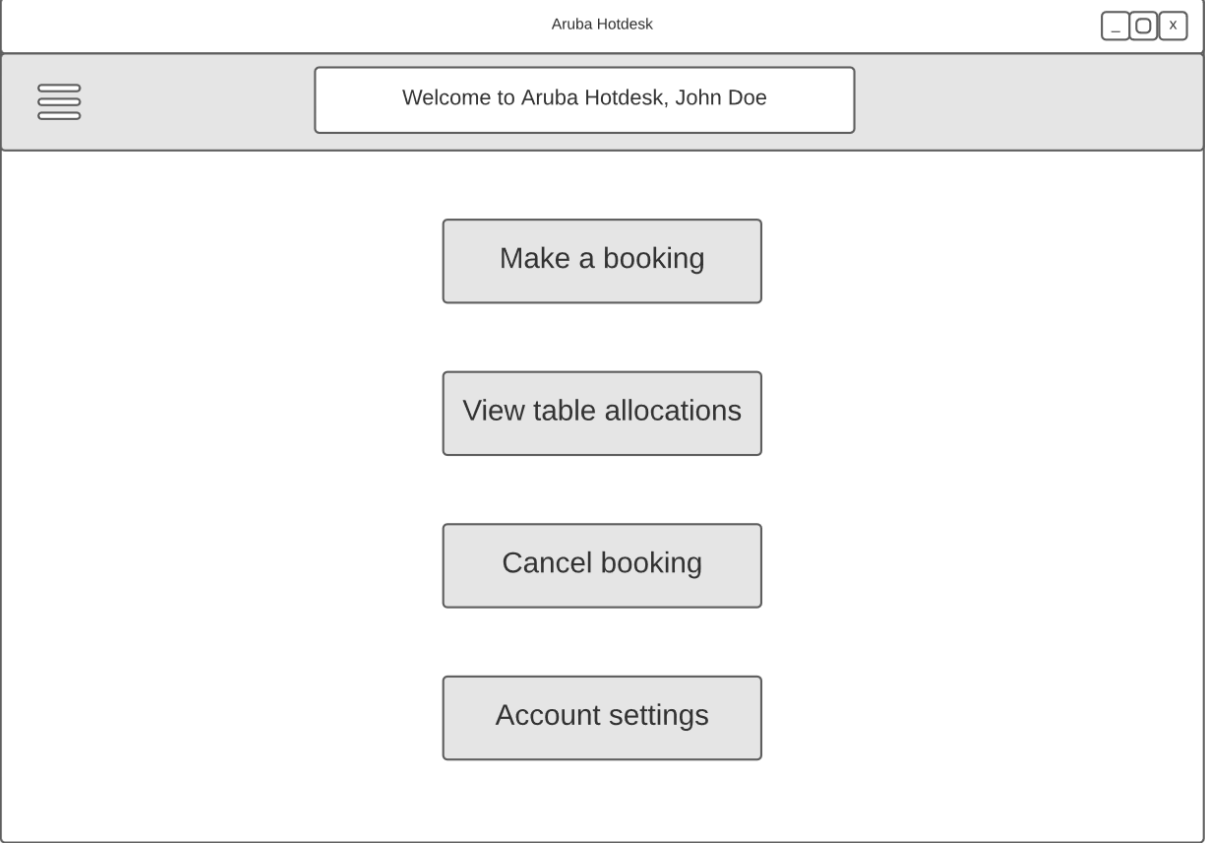 Aruba Hotdesk
_
x
Welcome to Aruba Hotdesk, John Doe
Make a booking
View table allocations
Cancel booking
Account settings